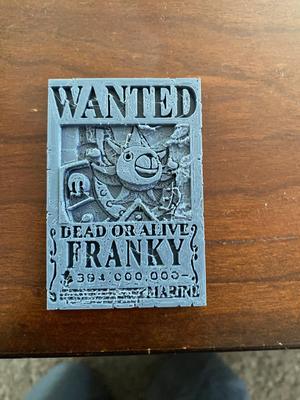 WANTED
DEAD OR ALIVE
FRANKY
394,000,000-
MARINE